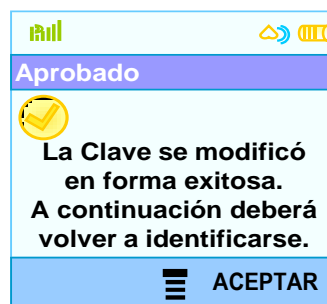 Aprobado
La Clave se modificó
en forma exitosa.
A continuación deberá
volver a identificarse.
ACEPTAR